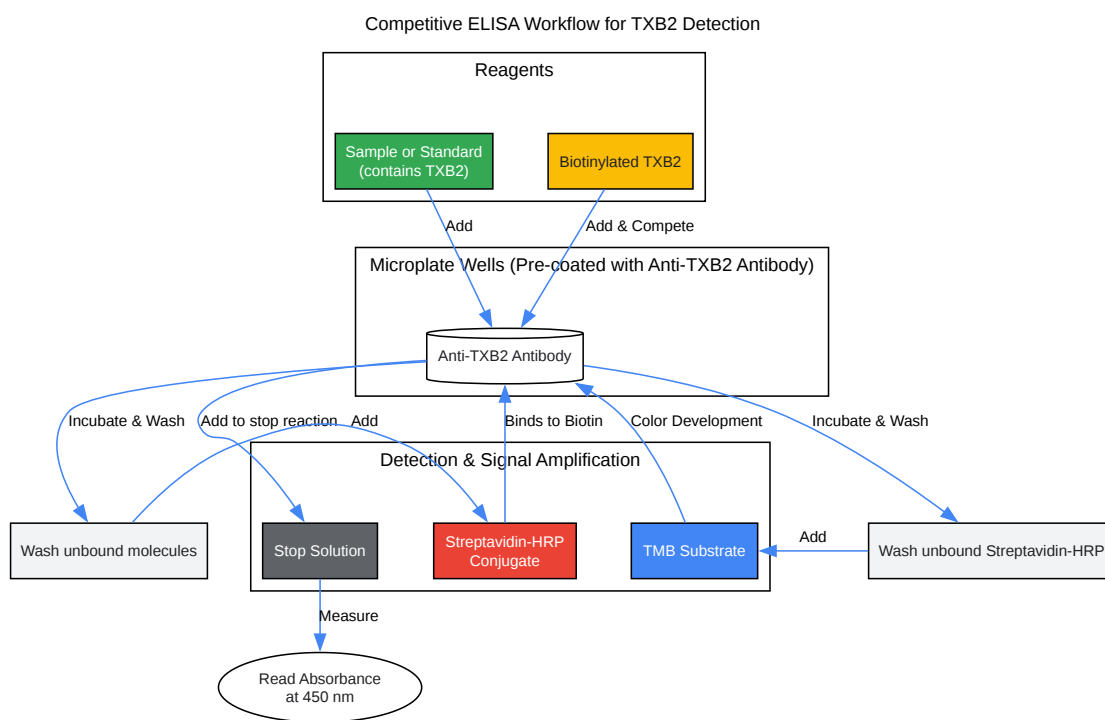 Competitive ELISA Workflow for TXB2 Detection
Reagents
Sample or Standard
(contains TXB2)
Biotinylated TXB2
Add
Add & Compete
Microplate Wells (Pre-coated with Anti-TXB2 Antibody)
Anti-TXB2 Antibody
Incubate & Wash
Add to stop reaction
Add
Binds to Biotin
Color Development
Incubate & Wash
Detection & Signal Amplification
Wash unbound molecules
Stop Solution
Streptavidin-HRP
Conjugate
TMB Substrate
Add
Wash unbound Streptavidin-HRP
Measure
Read Absorbance
at 450 nm